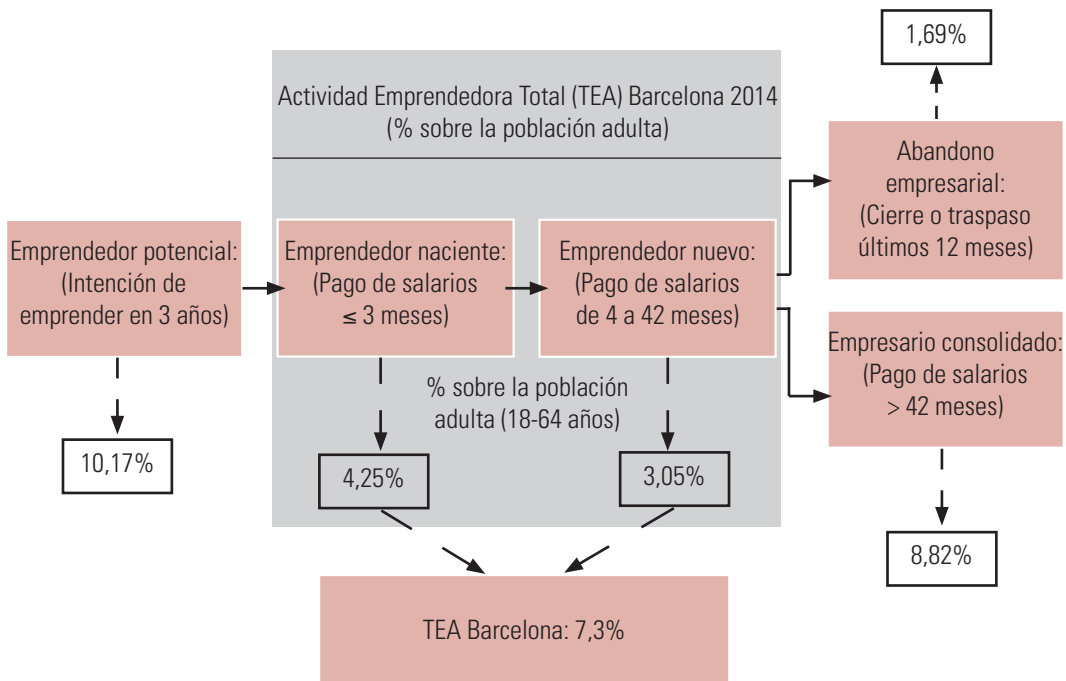 1,69%
Actividad Emprendedora Total (TEA) Barcelona 2014
(% sobre la población adulta)
Abandono
empresarial:
(Cierre o traspaso
últimos 12 meses)
Emprendedor potencial:
(Intención de
emprender en 3 años)
Emprendedor naciente:
(Pago de salarios
≤ 3 meses)
Emprendedor nuevo:
(Pago de salarios
de 4 a 42 meses)
Empresario consolidado:
(Pago de salarios
> 42 meses)
% sobre la población
adulta (18-64 años)
10,17%
4,25%
3,05%
8,82%
TEA Barcelona: 7,3%